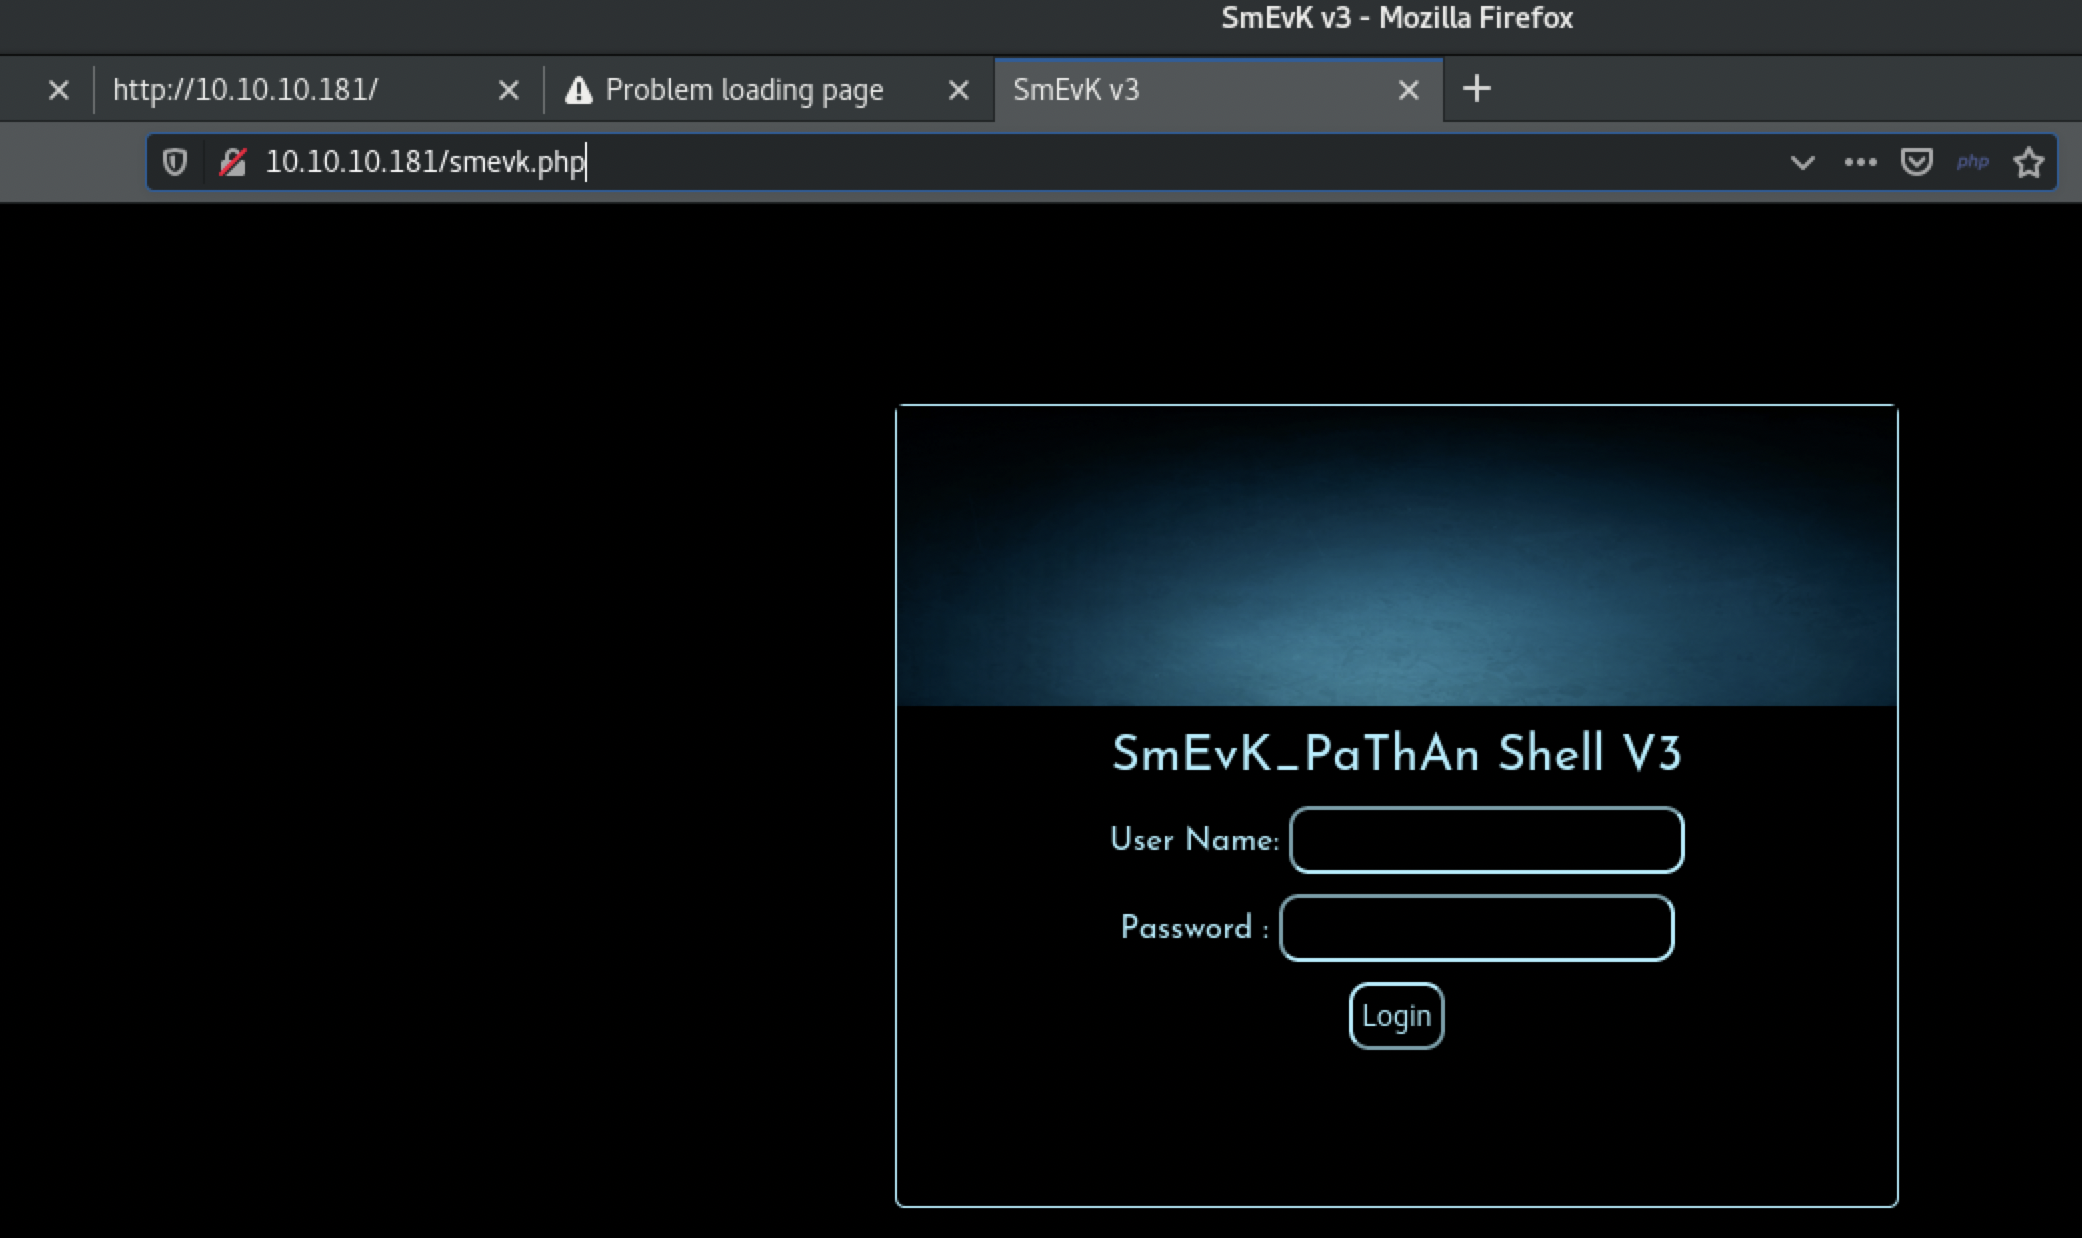 SmEvK v3 - Mozilla Firefox
http://10.10.10.181/ Problem loading page SmEvK v3
10.10.10.181/smevk.php php
SmEvK_PaThAn Shell V3
User Name:
Password :
Login